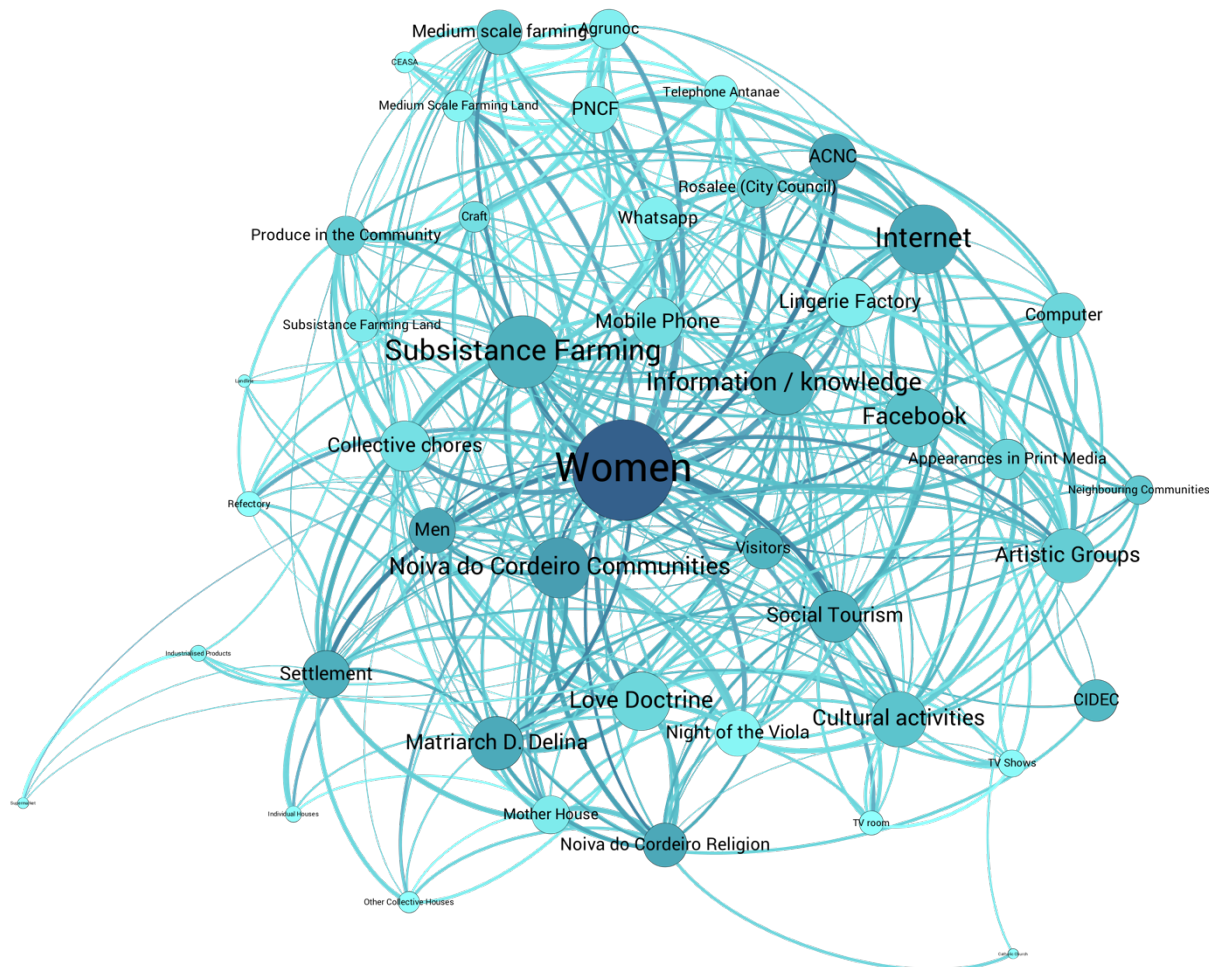 Medium scale farming
Agrunoc
CEASA
Telephone Antanae
Medium Scale Farming Land
PNCF
ACNC
Rosalee (City Council)
Craft
Whatsapp
Produce in the Community
Internet
Lingerie Factory
Computer
Mobile Phone
Subsistance Farming Land
Subsistance Farming
Information / knowledge
Landline
Facebook
Collective chores
Appearances in Print Media
Women
Neighbouring Communities
Refectory
Men
Visitors
Artistic Groups
Noiva do Cordeiro Communities
Social Tourism
Industrialised Products
Settlement
Love Doctrine
CIDEC
Cultural activities
Night of the Viola
Matriarch D. Delina
TV Shows
Supermarket
Individual Houses
Mother House
TV room
Noiva do Cordeiro Religion
Other Collective Houses
Catholic Church